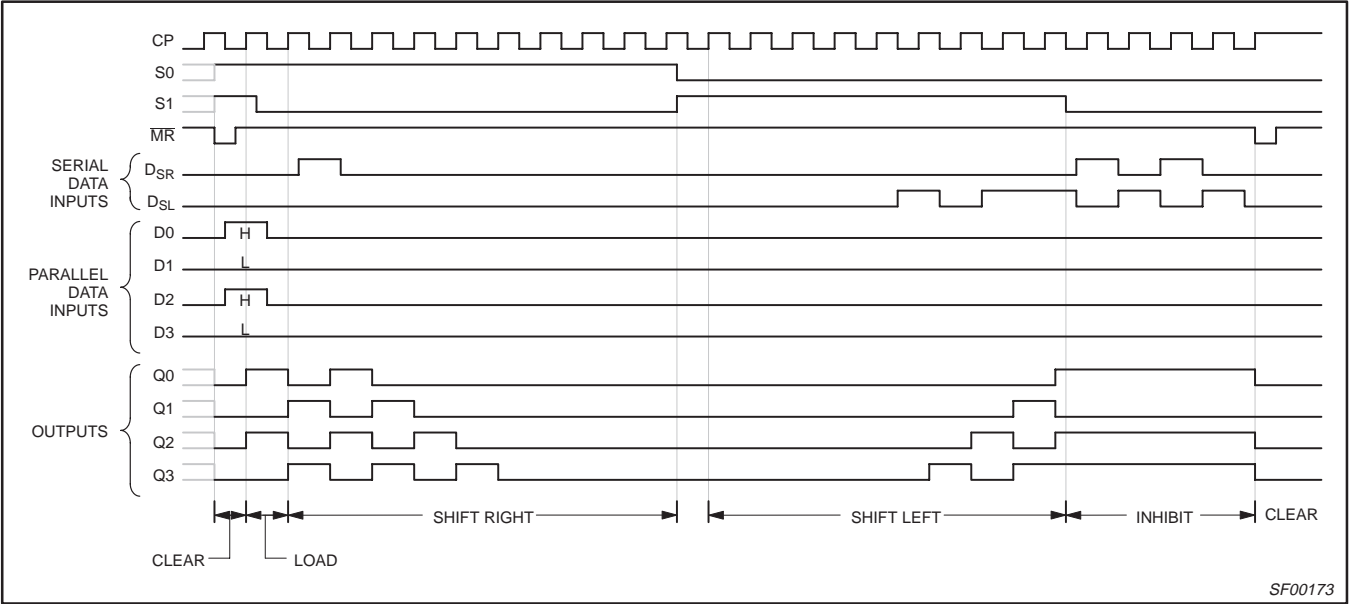 CP
S0
S1
MR
SERIAL
DATA
INPUTS
DSR
DSL
PARALLEL
DATA
INPUTS
D0
H
D1
L
D2
H
D3
L
OUTPUTS
Q0
Q1
Q2
Q3
SHIFT RIGHT
SHIFT LEFT
INHIBIT
CLEAR
CLEAR
LOAD
SF00173